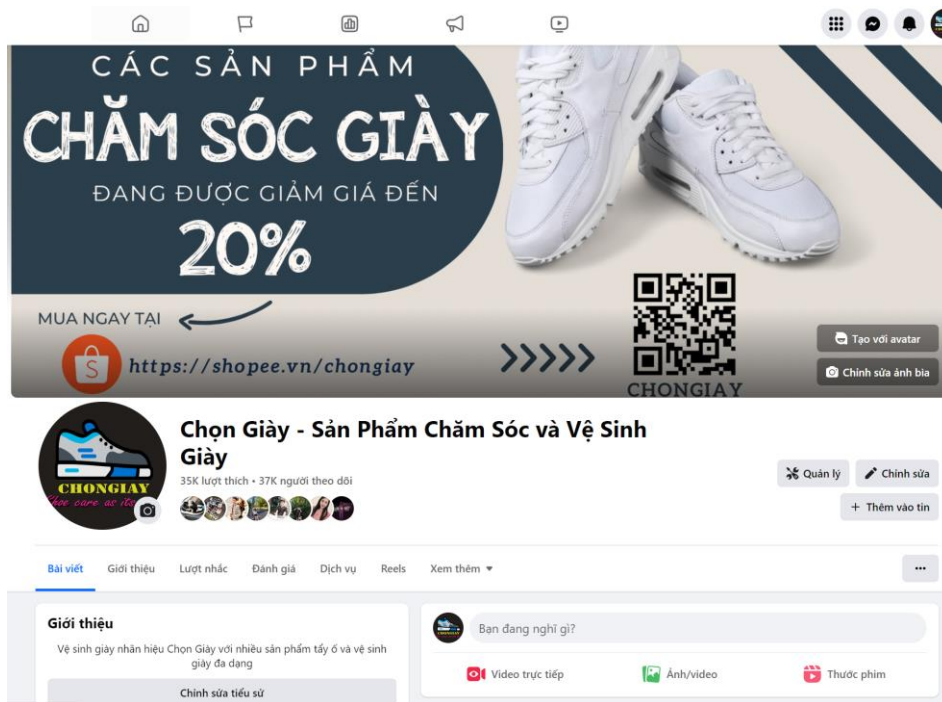 CÁC SẢN PHẨM
CHĂM SÓC GIÀY
ĐANG ĐƯỢC GIẢM GIÁ ĐẾN
20%
MUA NGAY TẠI
https://shopee.vn/chongiay
>>>>>
CHONGIAY
Tạo với avatar
Chỉnh sửa ảnh bìa
CHONGIAY
Shoe care as its
Chọn Giày - Sản Phẩm Chăm Sóc và Vệ Sinh
Giày
35K lượt thích • 37K người theo dõi
Quản lý
Chỉnh sửa
+ Thêm vào tin
Bài viết Giới thiệu Lượt nhắc Đánh giá Dịch vụ Reels Xem thêm
Giới thiệu
Vệ sinh giày nhãn hiệu Chọn Giày với nhiều sản phẩm tẩy ố và vệ sinh
giày đa dạng
Chỉnh sửa tiểu sử
Bạn đang nghĩ gì?
Video trực tiếp
Ảnh/video
Thước phim